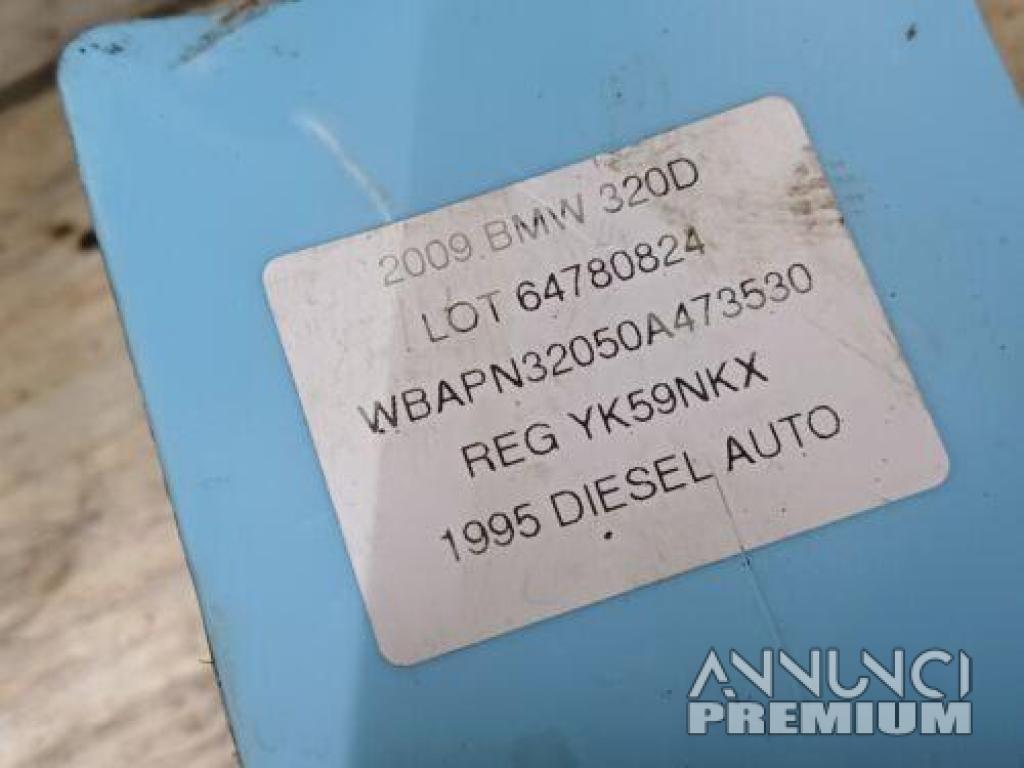 2009 BMW 320D
LOT 64780824
WBAPN32050A473530
REG YK59NKX
1995 DIESEL AUTO
ANNUNCI
PREMIUM